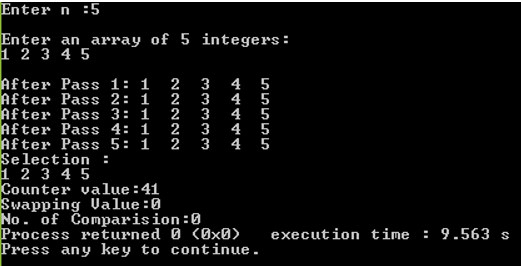 Enter n :5
Enter an array of 5 integers:
1 2 3 4 5
After Pass 1: 1 2 3 4 5
After Pass 2: 1 2 3 4 5
After Pass 3: 1 2 3 4 5
After Pass 4: 1 2 3 4 5
After Pass 5: 1 2 3 4 5
Selection :
1 2 3 4 5
Counter value:41
Swapping Value:0
No. of Comparision:0
Process returned 0 (0x0) execution time : 9.563 s
Press any key to continue.